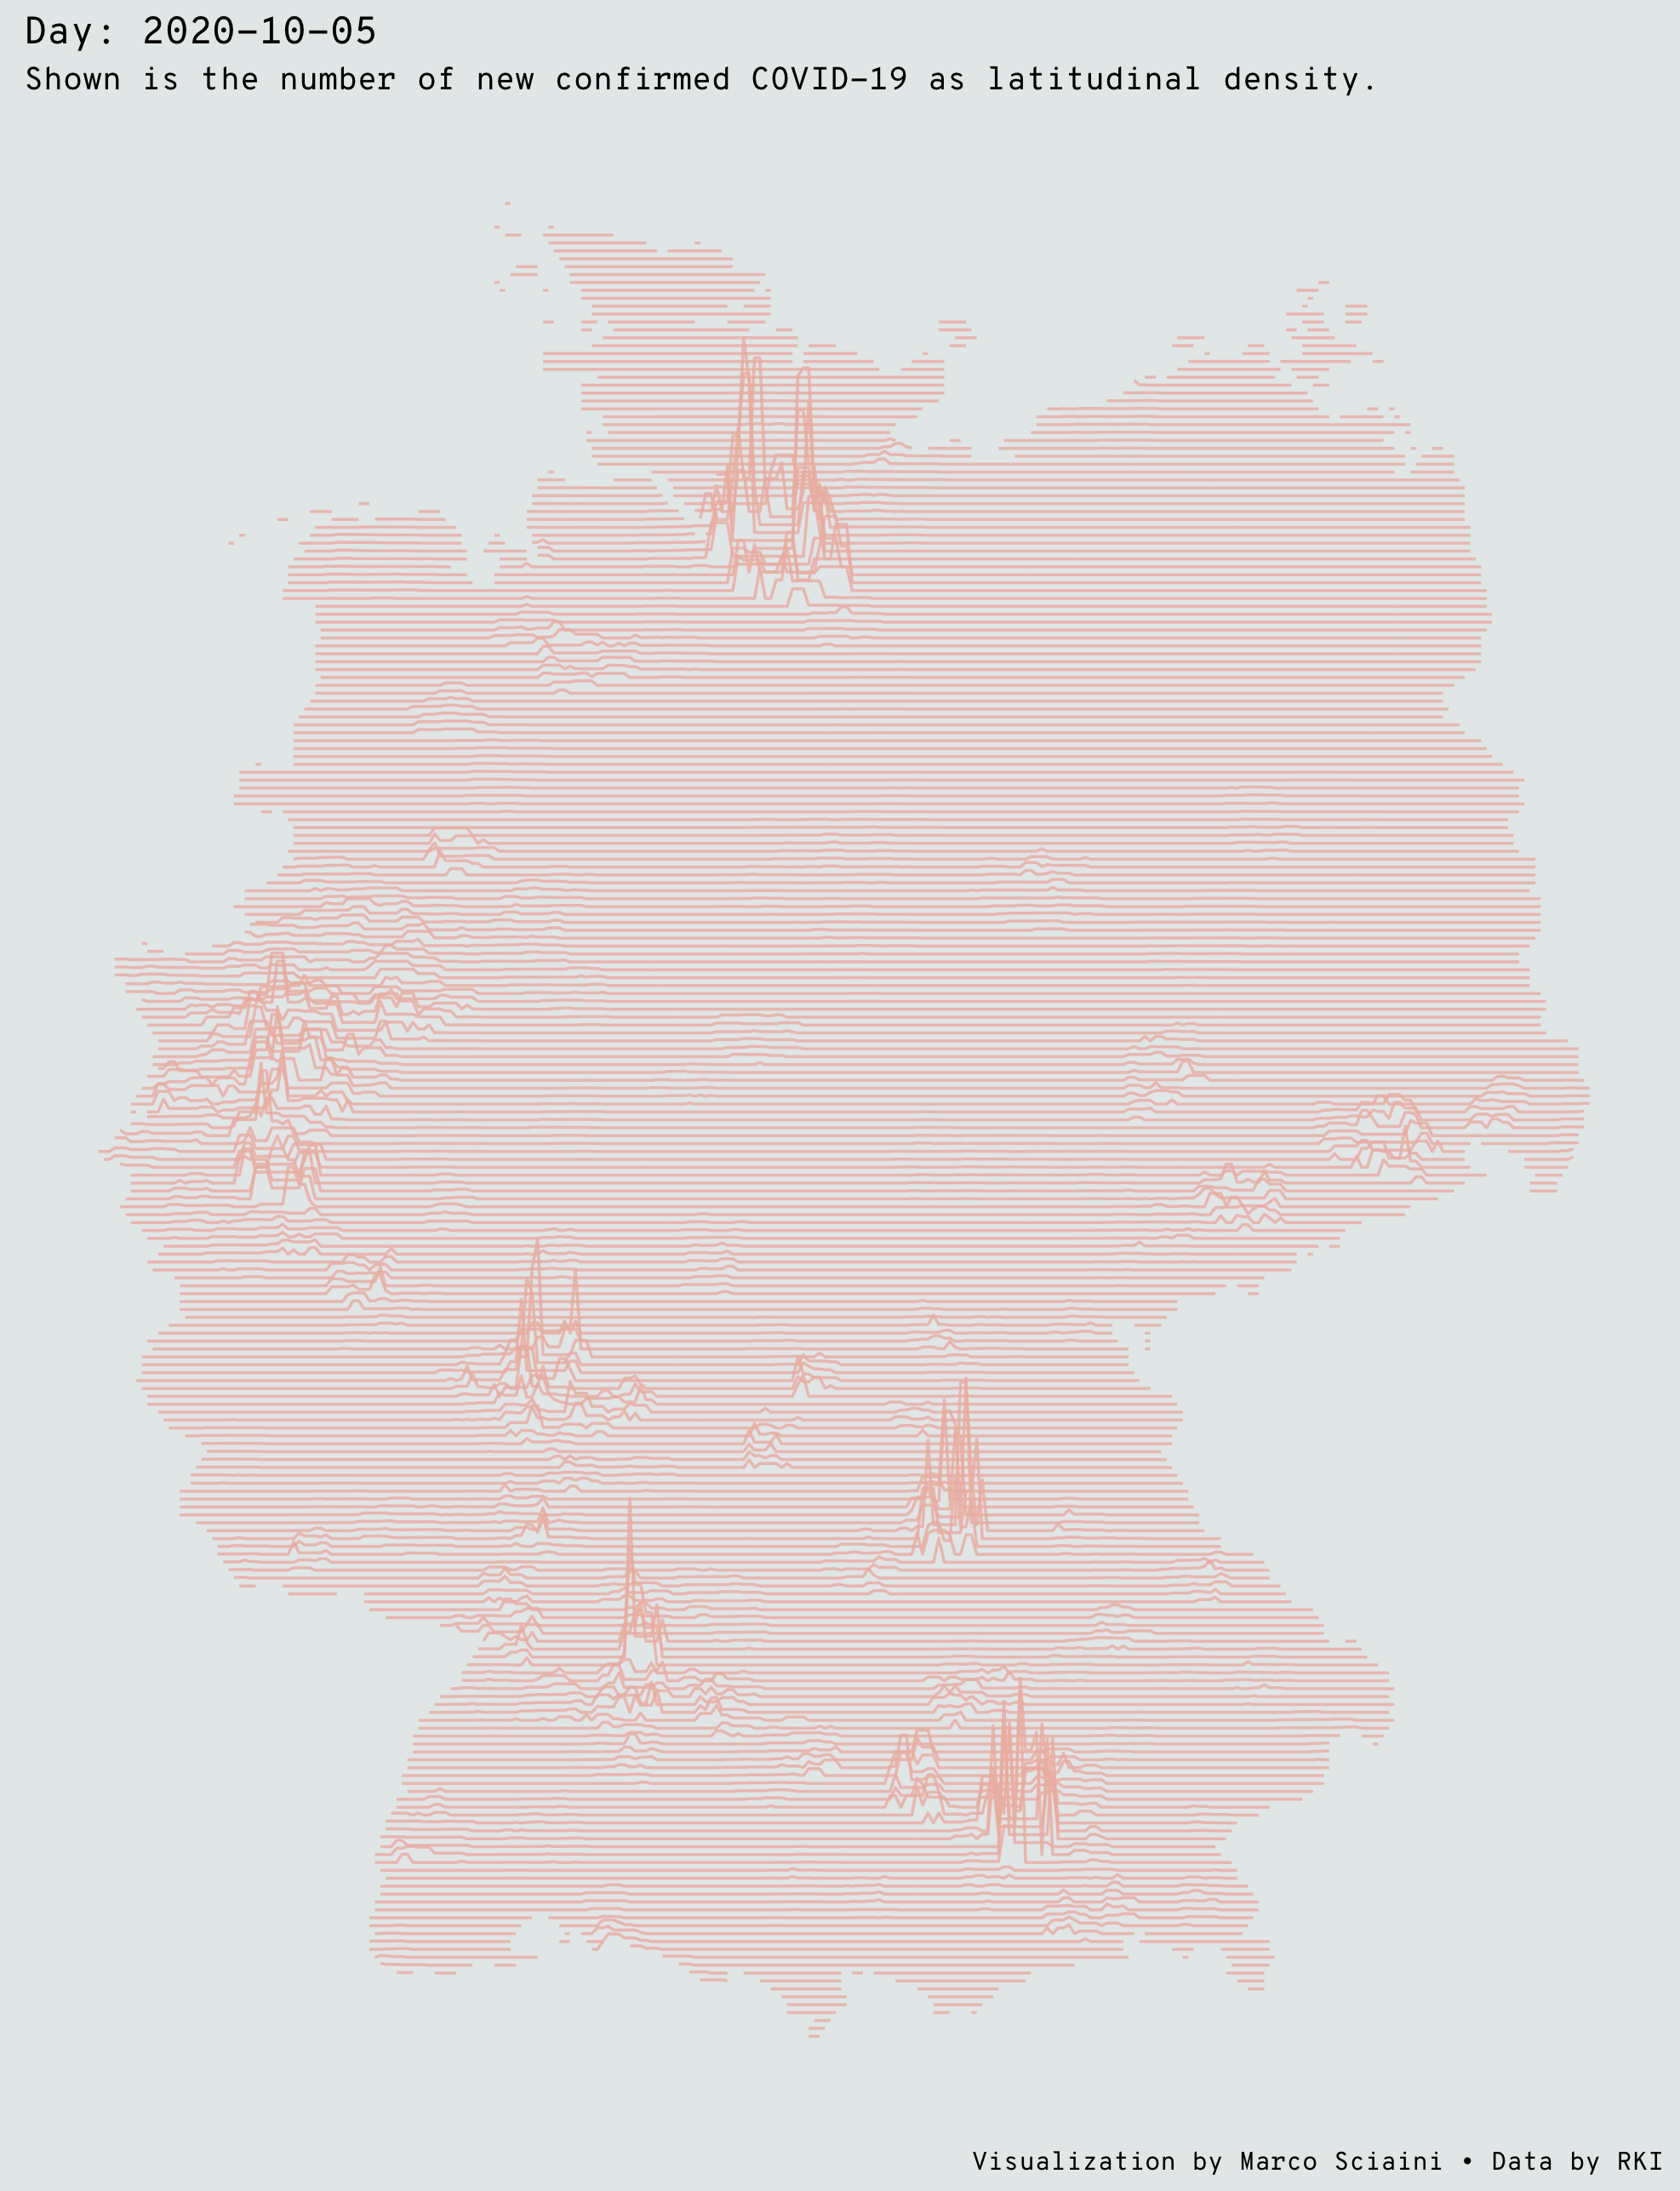 Day: 2020-10-05
Shown is the number of new confirmed COVID-19 as latitudinal density.
Visualization by Marco Sciaini • Data by RKI